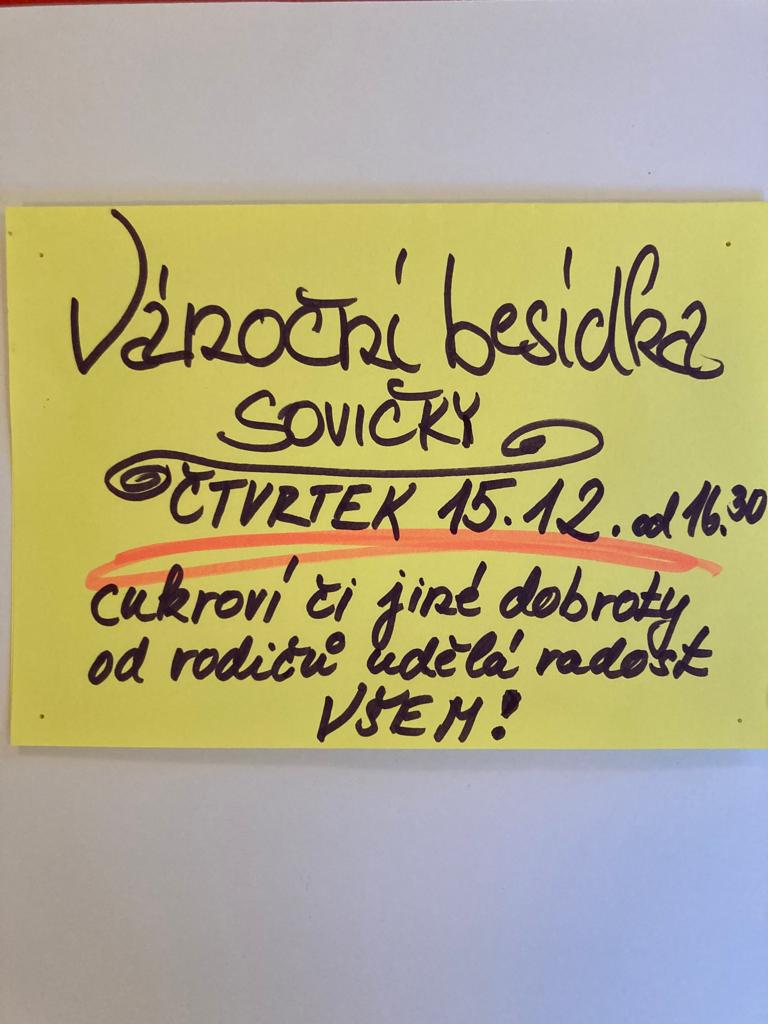 Vánoční besídka
SOVIČKY
ČTVRTEK 15.12. od 16.30
cukroví či jiné dobroty
od rodičů udělá radost
VŠEM!